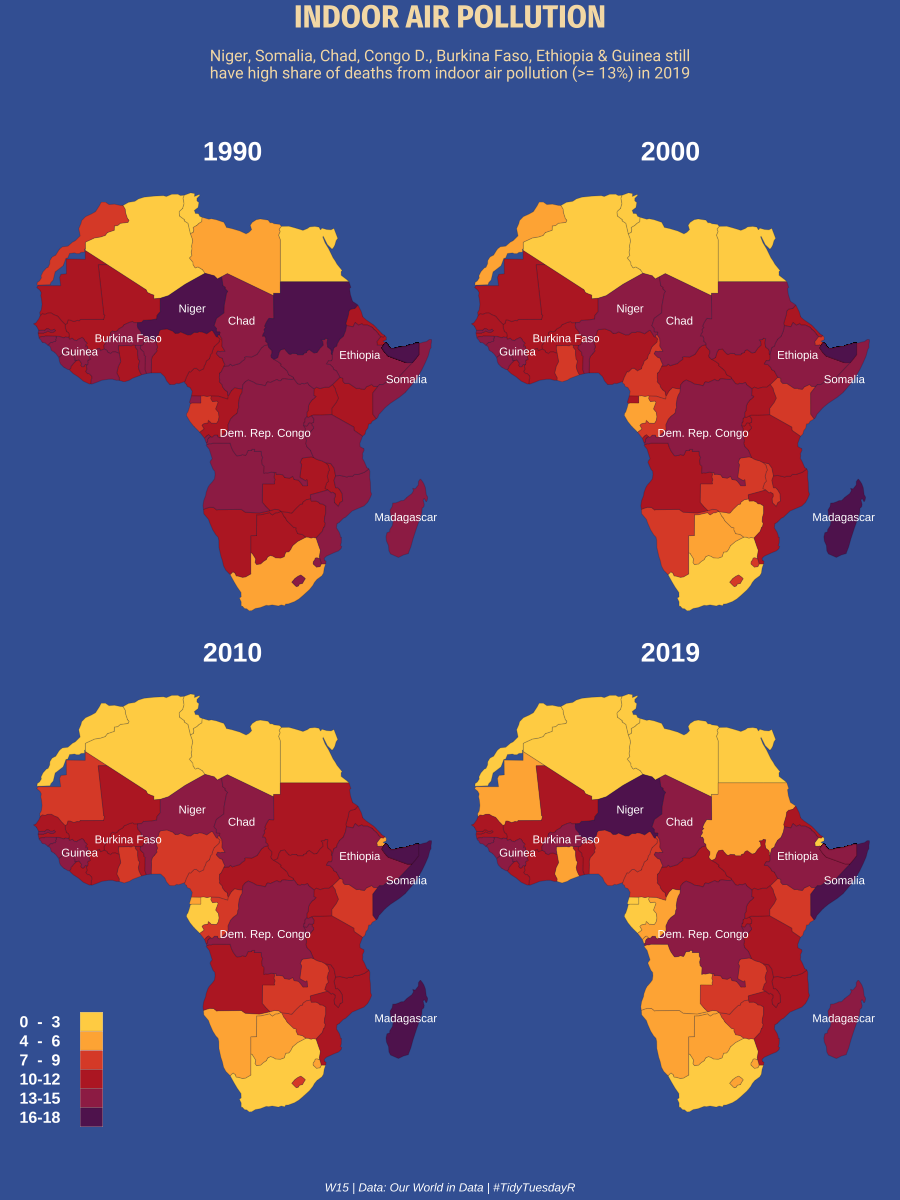 INDOOR AIR POLLUTION
Niger, Somalia, Chad, Congo D., Burkina Faso, Ethiopia & Guinea still
have high share of deaths from indoor air pollution (>= 13%) in 2019
1990
Niger
Chad
Burkina Faso
Guinea
Ethiopia
Somalia
Dem. Rep. Congo
Madagascar
2000
Niger
Chad
Burkina Faso
Guinea
Ethiopia
Somalia
Dem. Rep. Congo
Madagascar
2010
Niger
Chad
Burkina Faso
Guinea
Ethiopia
Somalia
Dem. Rep. Congo
Madagascar
2019
Niger
Chad
Burkina Faso
Guinea
Ethiopia
Somalia
Dem. Rep. Congo
Madagascar
0 - 3
4 - 6
7 - 9
10-12
13-15
16-18
W15 | Data: Our World in Data | #TidyTuesdayR